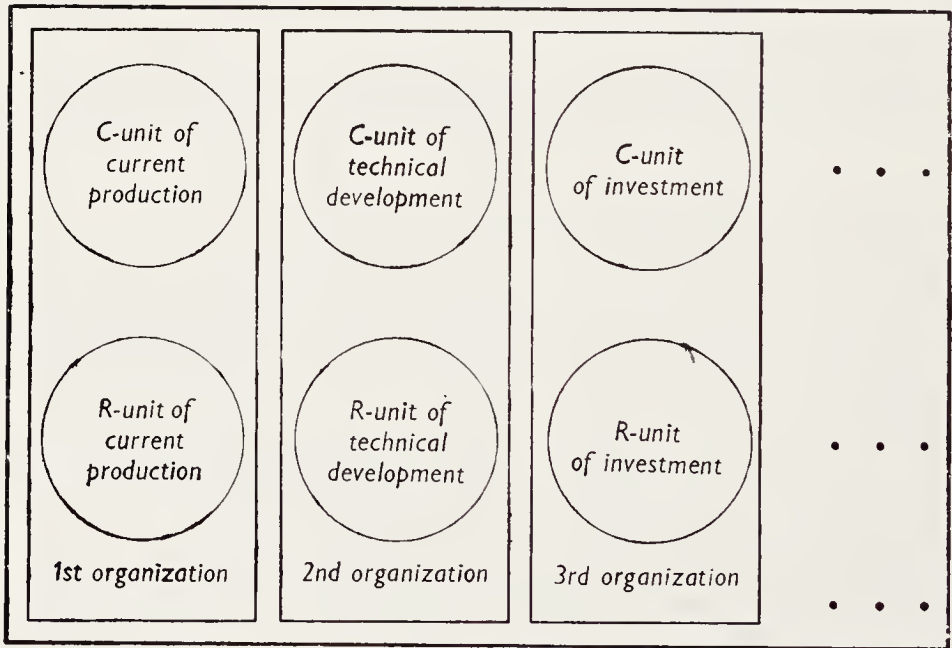 C-unit of
current
production
C-unit of
technical
development
C-unit
of investment
. . .
R-unit of
current
production
R-unit of
technical
development
R-unit
of investment
. . .
1st organization
2nd organization
3rd organization
. . .